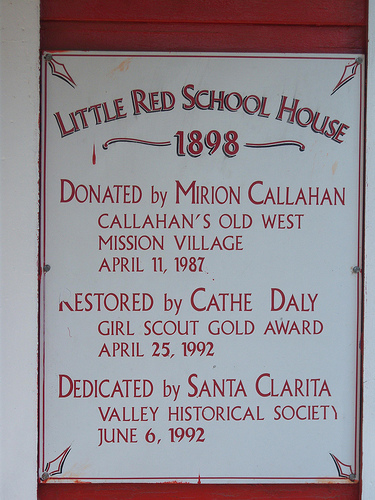 LITTLE RED SCHOOL HOUSE
1898
DONATED by MIRION CALLAHAN
CALLAHAN'S OLD WEST
MISSION VILLAGE
APRIL 11, 1987
RESTORED by CATHE DALY
GIRL SCOUT GOLD AWARD
APRIL 25, 1992
DEDICATED by SANTA CLARITA
VALLEY HISTORICAL SOCIETY
JUNE 6, 1992